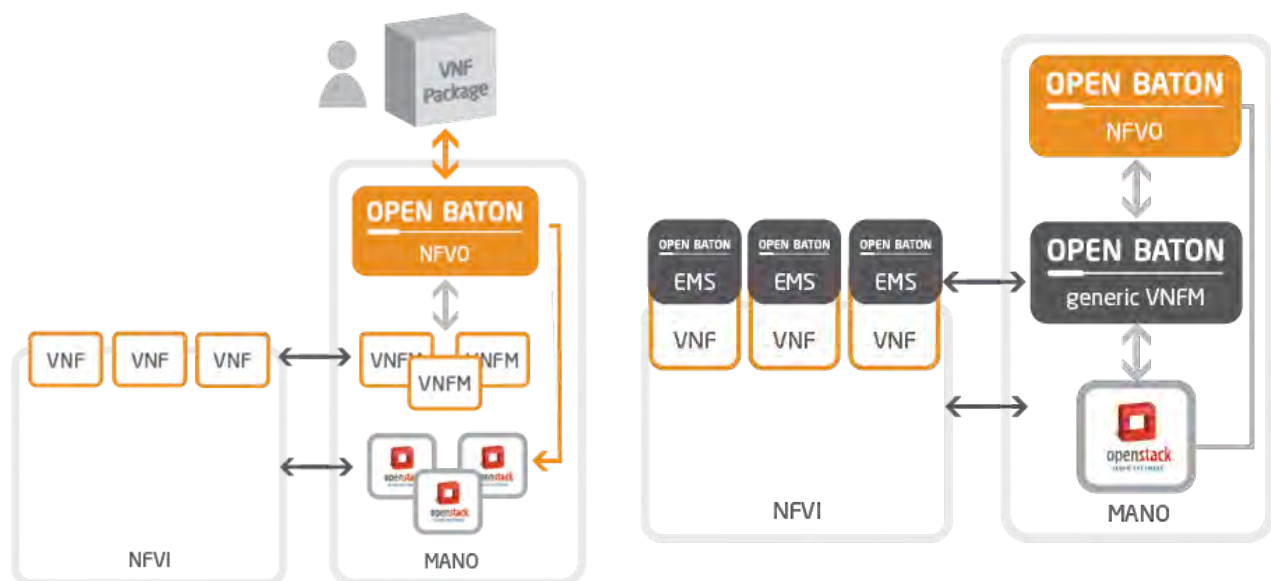 VNF
Package
OPEN BATON
NFVO
VNF
VNF
VNF
VNFM
VNFM
VNFM
openstack
openstack
openstack
NFVI
MANO
OPEN BATON
NFVO
OPEN BATON
EMS
VNF
OPEN BATON
EMS
VNF
OPEN BATON
EMS
VNF
OPEN BATON
generic VNFM
openstack
NFVI
MANO